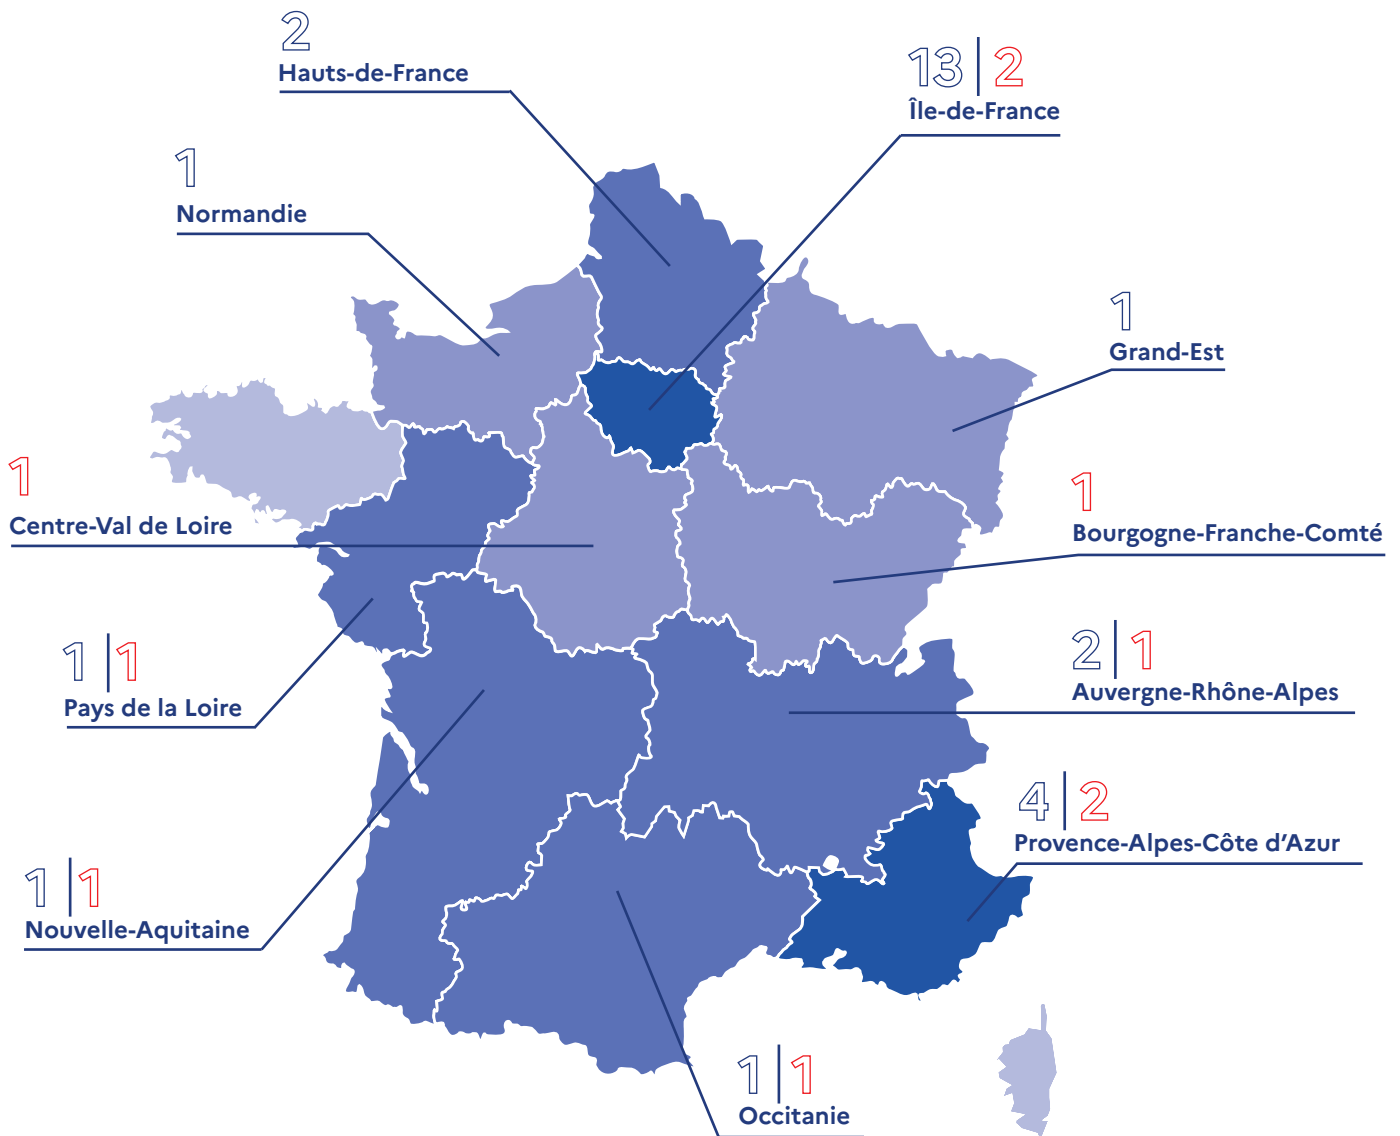 2
Hauts-de-France
13 | 2
Île-de-France
1
Normandie
1
Grand-Est
1
Centre-Val de Loire
1
Bourgogne-Franche-Comté
1 | 1
Pays de la Loire
2 | 1
Auvergne-Rhône-Alpes
4 | 2
Provence-Alpes-Côte d’Azur
1 | 1
Nouvelle-Aquitaine
1 | 1
Occitanie